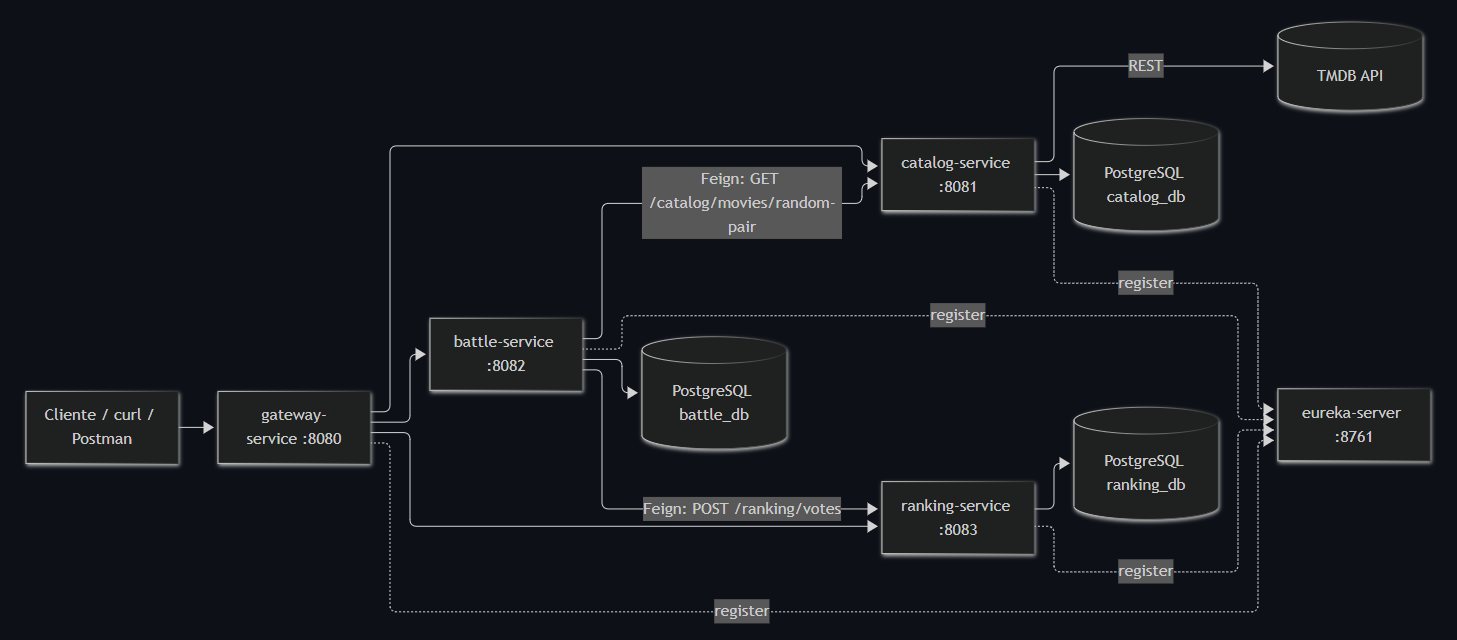 REST
TMDB API
catalog-service
:8081
PostgreSQL
catalog_db
Feign: GET
/catalog/movies/random-
pair
register
register
battle-service
:8082
PostgreSQL
battle_db
Cliente / curl /
Postman
gateway-
service :8080
eureka-server
:8761
PostgreSQL
ranking_db
Feign: POST /ranking/votes
ranking-service
:8083
register
register